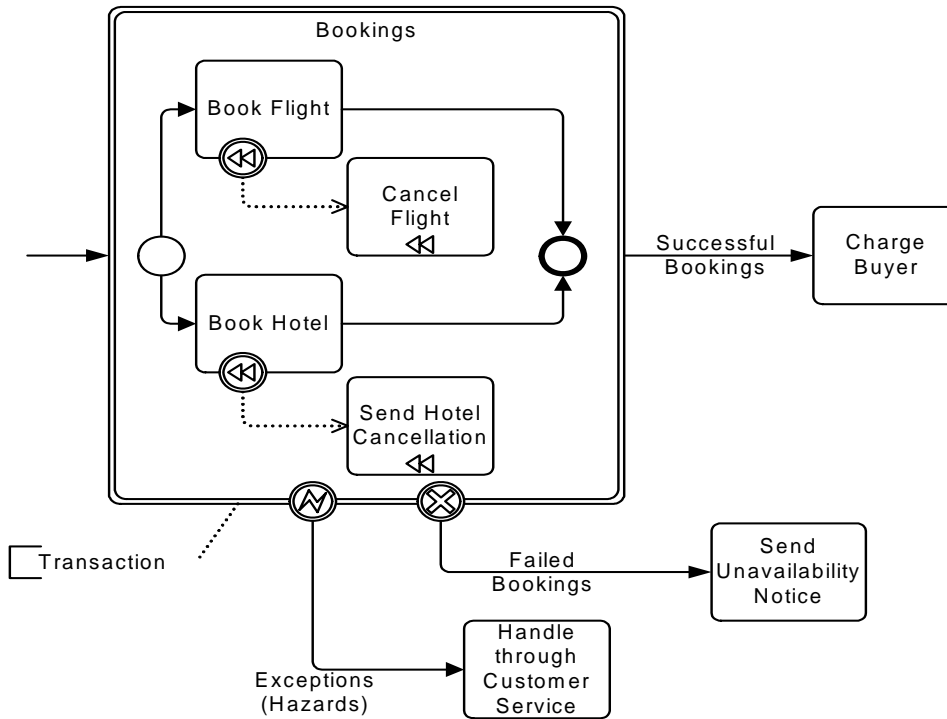 Bookings
Book Flight
Cancel
Flight
Successful
Bookings
Charge
Buyer
Book Hotel
Send Hotel
Cancellation
Transaction
Failed
Bookings
Send
Unavailability
Notice
Exceptions
(Hazards)
Handle
through
Customer
Service